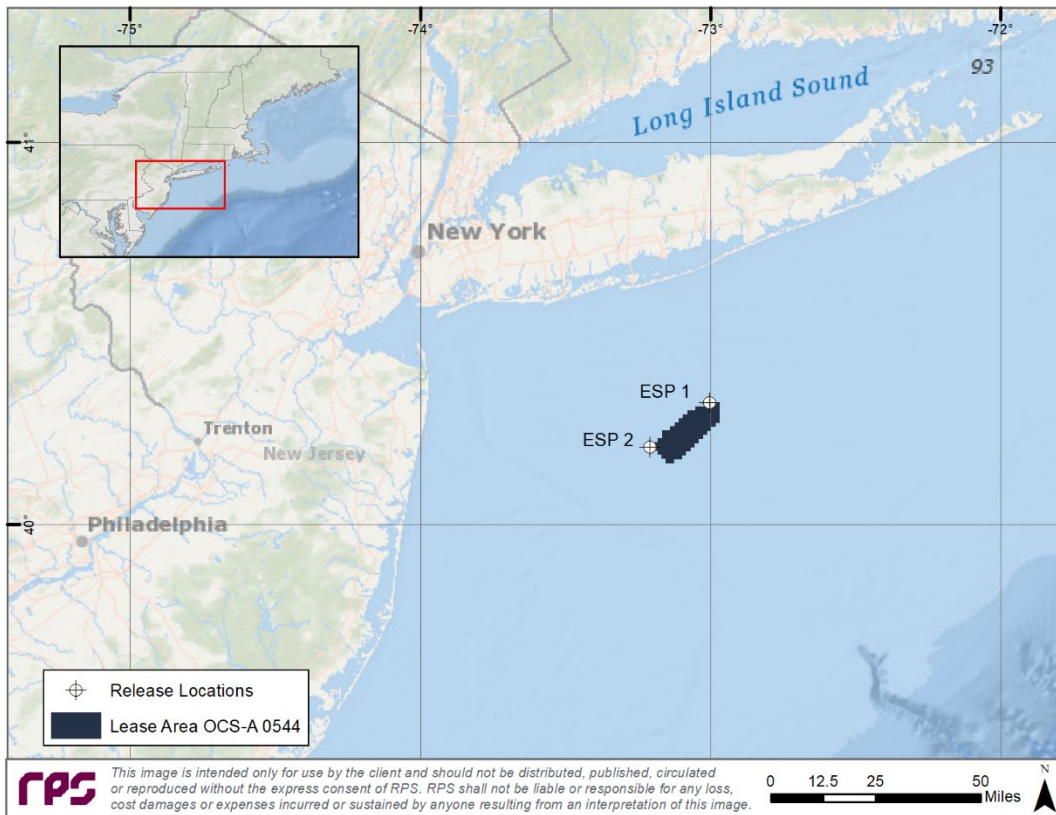 -75°
-74°
-73°
-72°
93
Long Island Sound
41°
New York
ESP 1
ESP 2
Trenton
New Jersey
40°
Philadelphia
Release Locations
Lease Area OCS-A 0544
rps
This image is intended only for use by the client and should not be distributed, published, circulated
or reproduced without the express consent of RPS. RPS shall not be liable or responsible for any loss,
cost damages or expenses incurred or sustained by anyone resulting from an interpretation of this image.
0 12.5 25 50
Miles
N